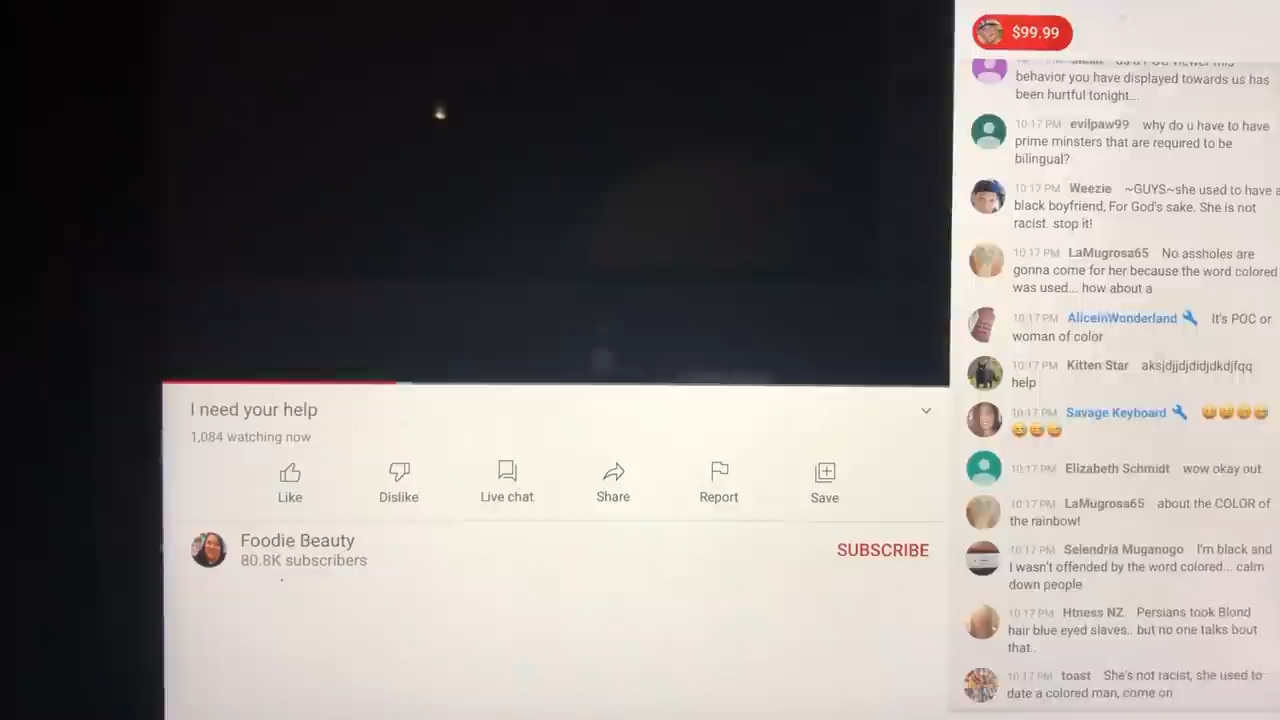 $99.99
behavior you have displayed towards us has
been hurtful tonight...
10:17 PM evilpaw99 why do u have to have
prime minsters that are required to be
bilingual?
10:17 PM Weezie ~GUYS~she used to have a
black boyfriend, For God's sake. She is not
racist. stop it!
10:17 PM LaMugrosa65 No assholes are
gonna come for her because the word colored
was used... how about a
10:17 PM AliceinWonderland It's POC or
woman of color
10:17 PM Kitten Star aksjdjjdjdidjdkdjfqq
help
10:17 PM Savage Keyboard
10:17 PM Elizabeth Schmidt wow okay out
10:17 PM LaMugrosa65 about the COLOR of
the rainbow!
10:17 PM Selendria Muganogo I'm black and
I wasn't offended by the word colored... calm
down people
10:17 PM Htness NZ Persians took Blond
hair blue eyed slaves.. but no one talks bout
that..
10:17 PM toast She's not racist, she used to
date a colored man, come on
I need your help
1,084 watching now
Like Dislike Live chat Share Report Save
Foodie Beauty
80.8K subscribers
SUBSCRIBE